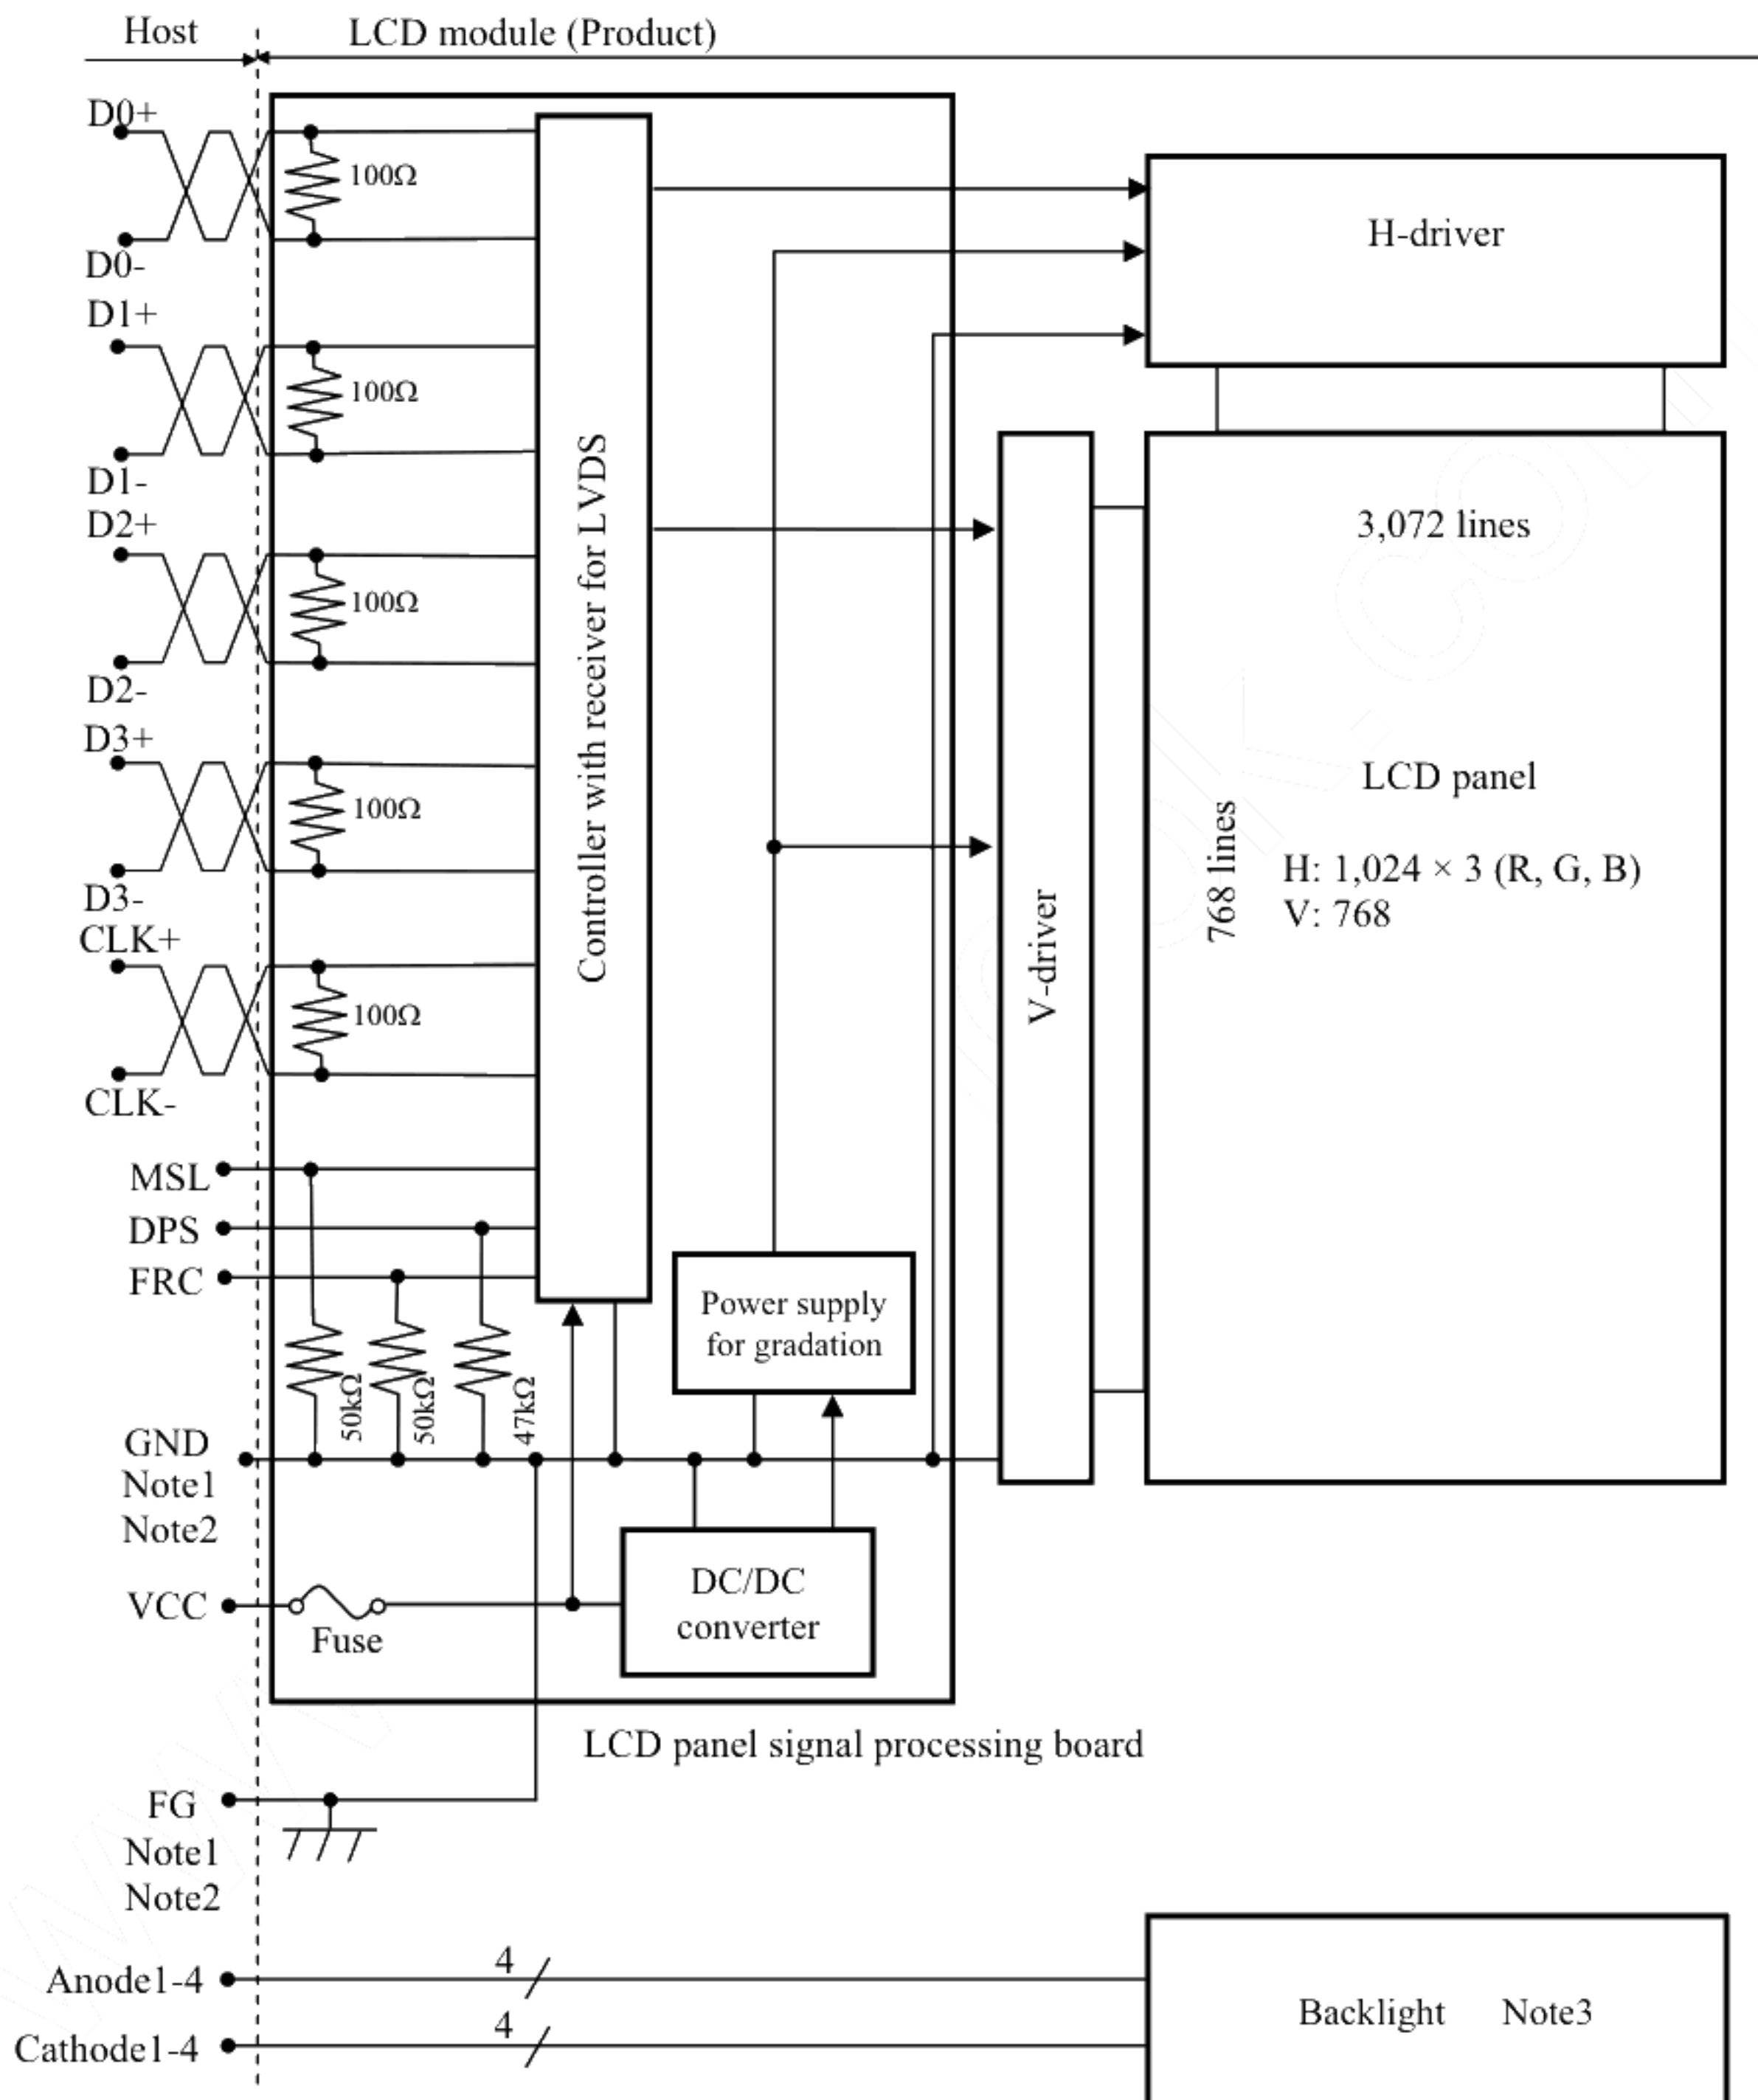 Host
LCD module (Product)
D0+
100Ω
D0-
D1+
100Ω
D1-
D2+
100Ω
D2-
D3+
100Ω
D3-
CLK+
100Ω
CLK-
MSL
DPS
FRC
50kΩ
50kΩ
47kΩ
GND
Note1
Note2
VCC
Fuse
Controller with receiver for LVDS
Power supply
for gradation
DC/DC
converter
LCD panel signal processing board
H-driver
V-driver
3,072 lines
768 lines
LCD panel
H: 1,024 × 3 (R, G, B)
V: 768
FG
Note1
Note2
Anode1-4
4
Cathode1-4
4
Backlight Note3